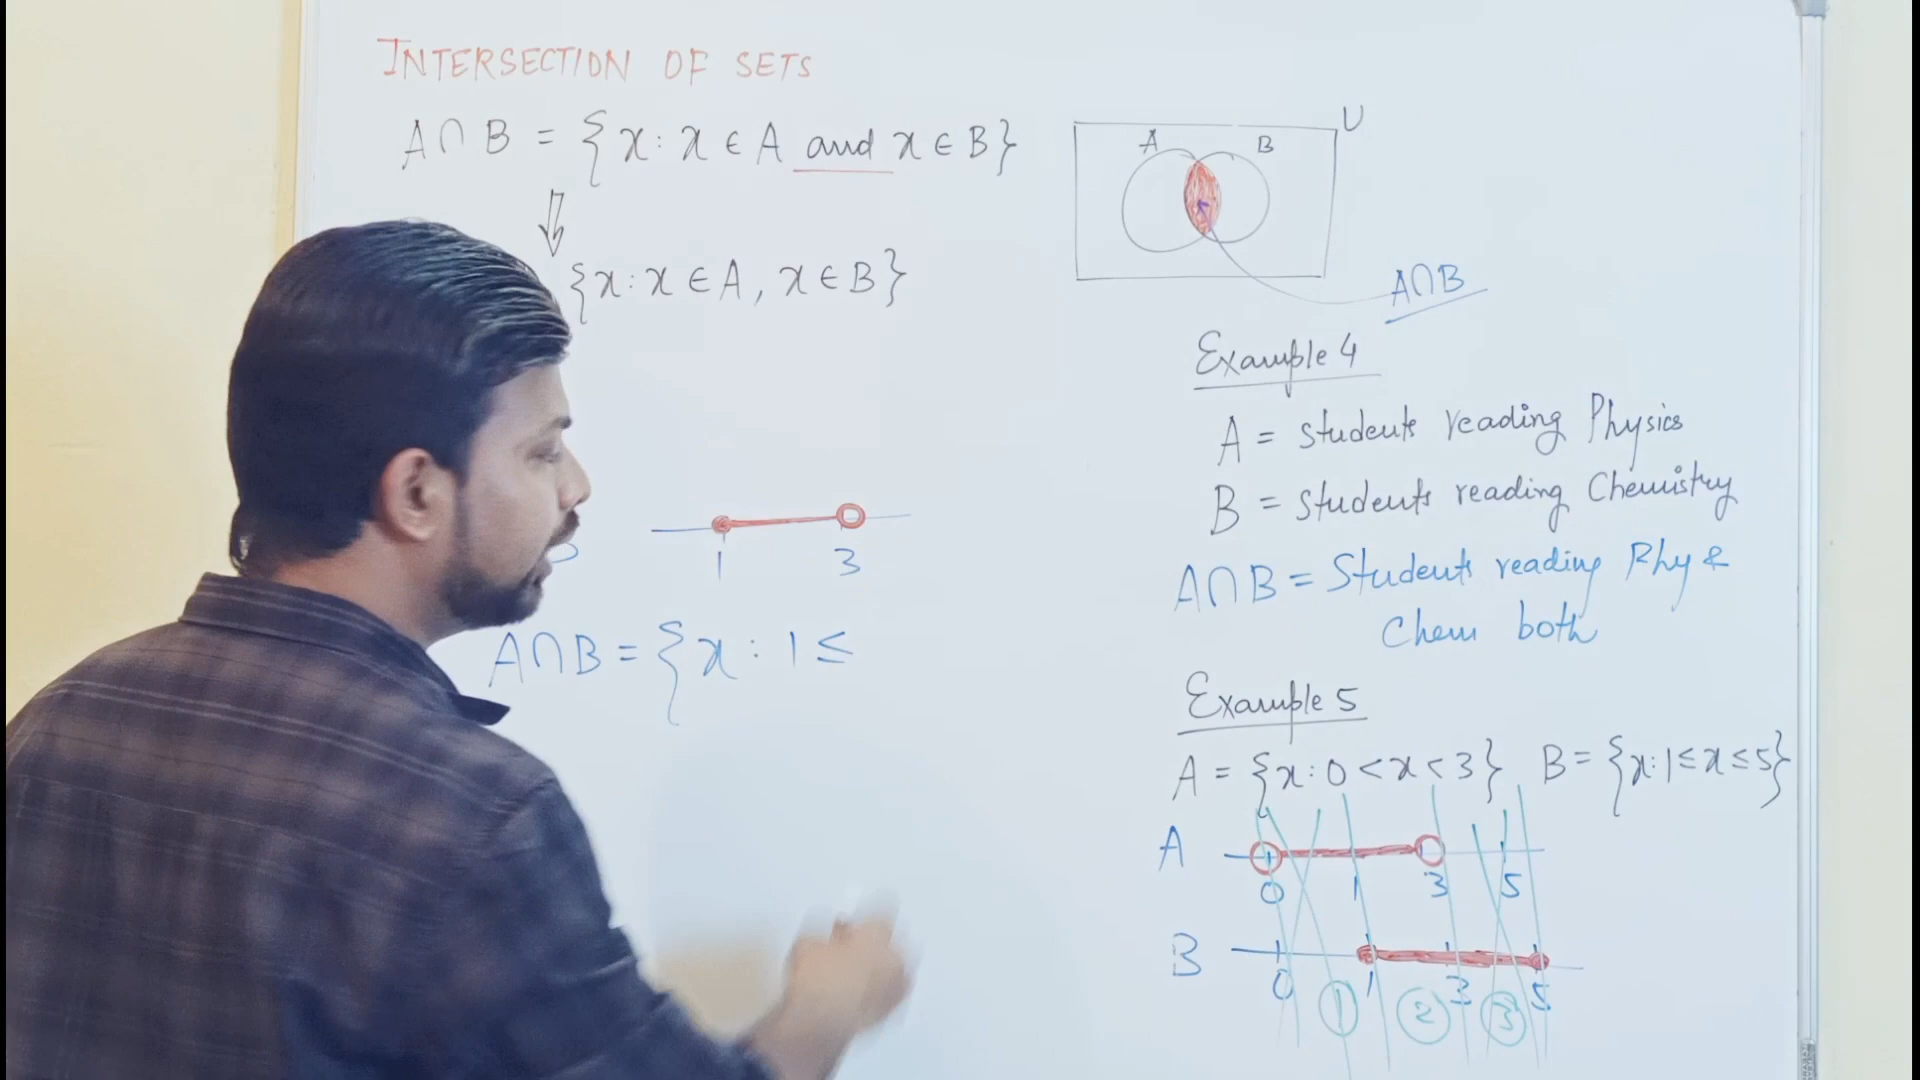 INTERSECTION OF SETS
A∩B = {x : x ∈ A and x ∈ B}
{x : x ∈ A, x ∈ B}
1 3
A∩B = {x : 1 ≤
U
A B
A∩B
Example 4
A = students reading Physics
B = students reading Chemistry
A∩B = Students reading Phy &
Chem both
Example 5
A = {x : 0 < x < 3} B = {x : 1 ≤ x ≤ 5}
A
0 1 3 5
B
0 1 3 5
① ② ③